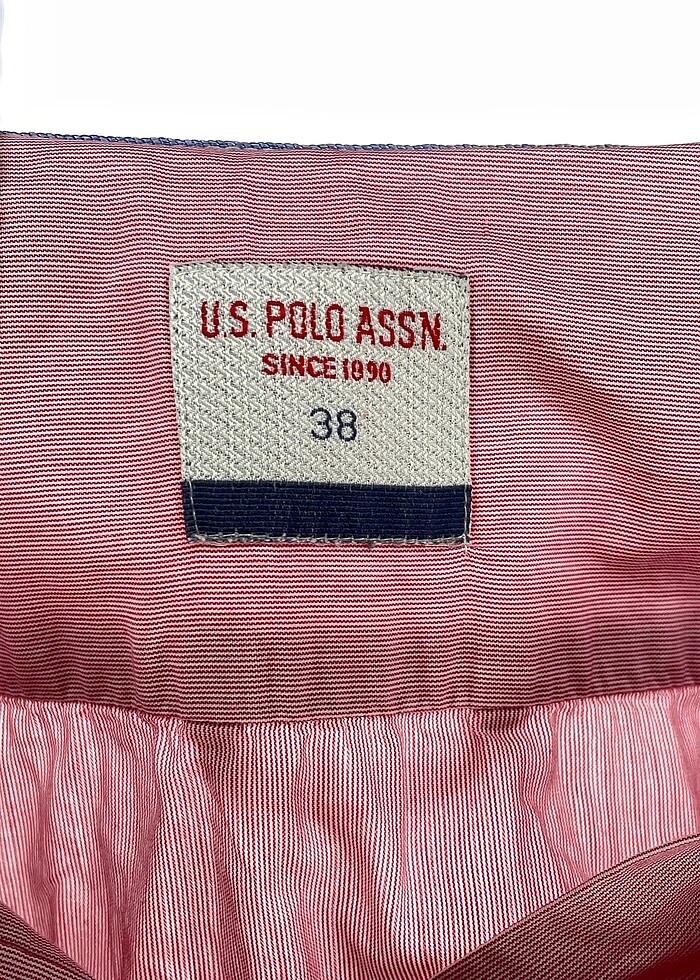 U.S. POLO ASSN.
SINCE 1890
38